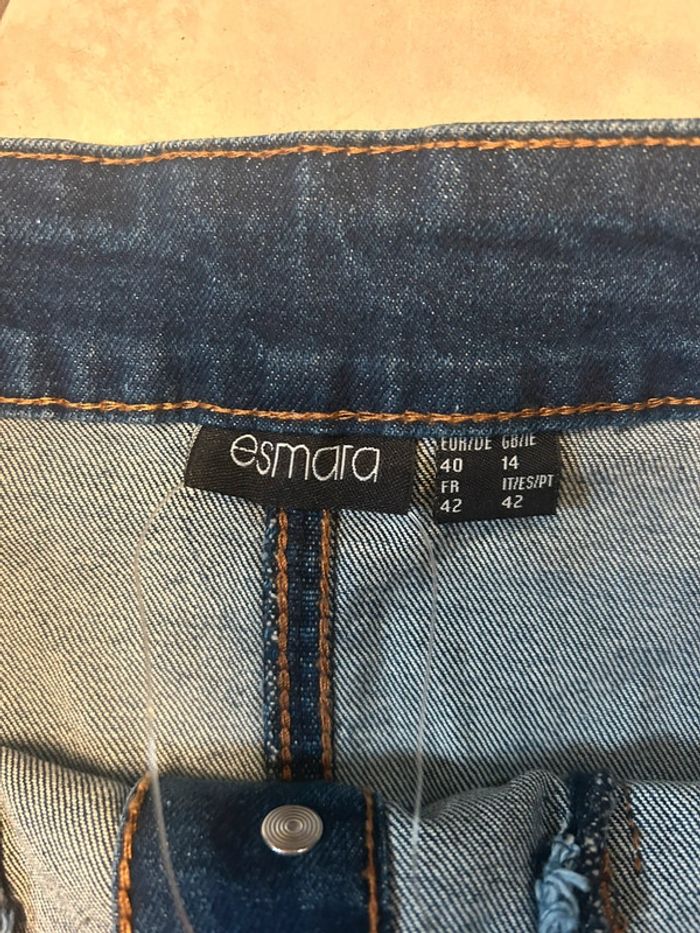 esmara
EUR/DE GB/IE
40 14
FR IT/ES/PT
42 42